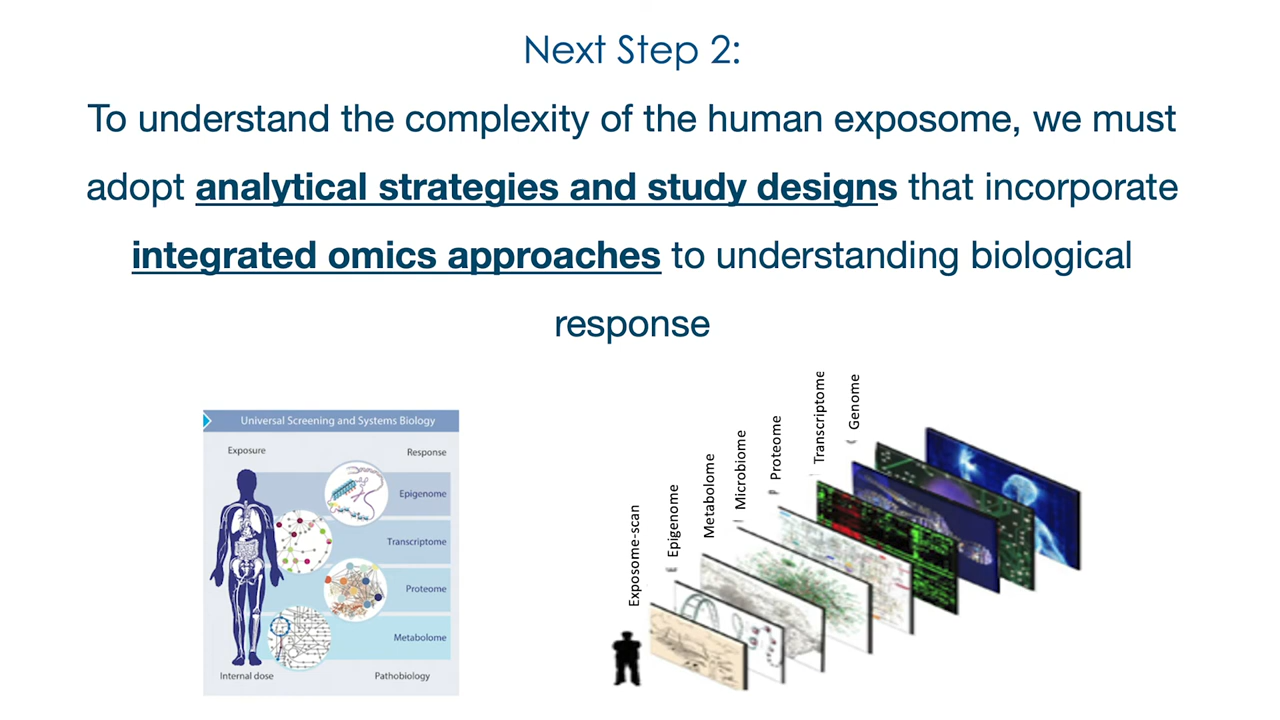 Next Step 2:
To understand the complexity of the human exposome, we must
adopt analytical strategies and study designs that incorporate
integrated omics approaches to understanding biological
response
Universal Screening and Systems Biology
Exposure
Response
Epigenome
Transcriptome
Proteome
Metabolome
Internal dose
Pathobiology
Exposome-scan
Epigenome
Metabolome
Microbiome
Proteome
Transcriptome
Genome